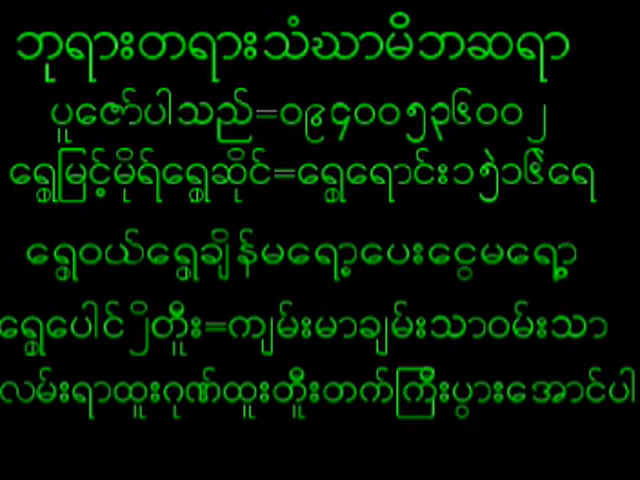 ဘုရားတရားသံဃာမိဘဆရာ
ပူဇော်ပါသည်=၀၉၄၀၀၅၃၆၀၀၂
ရွှေမြင့်မိုရ်ရွှေဆိုင်=ရွှေရောင်း၁၅ပဲ၁၆ပဲရေ
ရွှေဝယ်ရွှေချိန်မရော့ပေးငွေမရော့
ရွှေပေါင်၂တိုး=ကျမ်းမာချမ်းသာဝမ်းသာ
လမ်းရာထူးဂုဏ်ထူးတိုးတက်ကြီးပွားအောင်ပါ